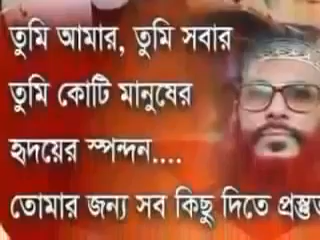 তুমি আমার, তুমি সবার
তুমি কোটি মানুষের
হৃদয়ের স্পন্দন....
তোমার জন্য সব কিছু দিতে প্রস্তুত